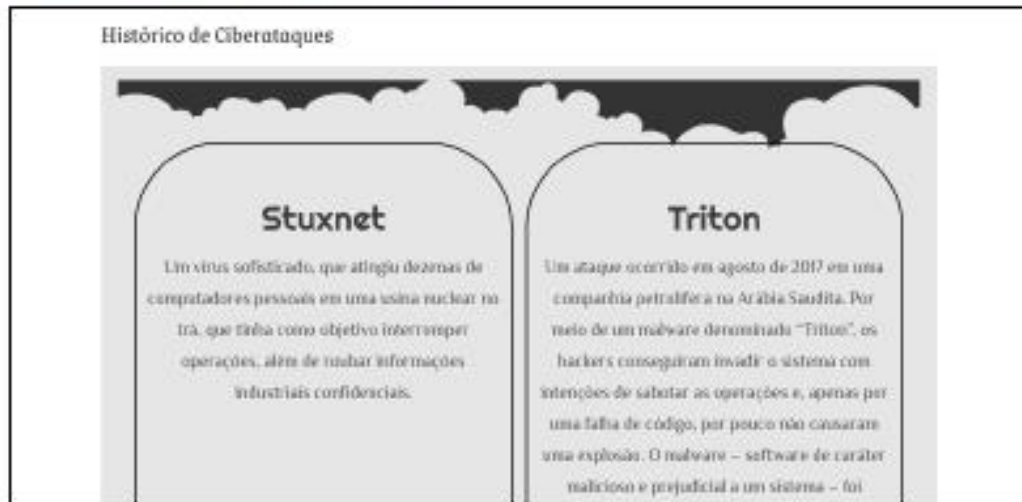 Histórico de Ciberataques
Stuxnet
Um vírus sofisticado, que atingiu dezenas de
computadores pessoais em uma usina nuclear no
Irã, que tinha como objetivo interromper
operações, além de roubar informações
industriais confidenciais.
Triton
Um ataque ocorrido em agosto de 2017 em uma
companhia petrolífera na Arábia Saudita. Por
meio de um malware denominado "Triton", os
hackers conseguiram invadir o sistema com
intenções de sabotar as operações e, apenas por
uma falha de código, por pouco não causaram
uma explosão. O malware – software de caráter
malicioso e prejudicial a um sistema – foi